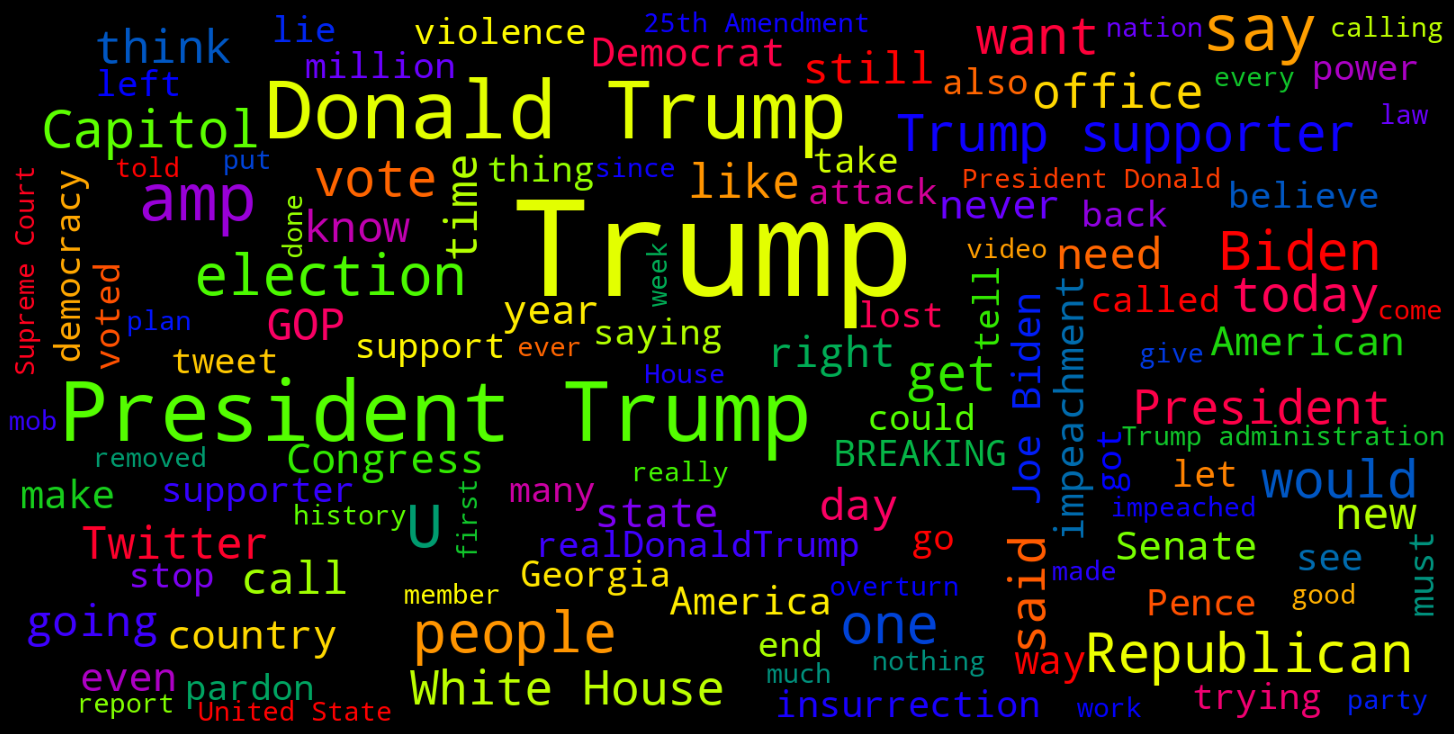 think
lie
violence
25th Amendment
want
nation
say
calling
left
million
Democrat
still
also
office
every
power
Capitol
Donald Trump
Trump supporter
law
told
put
vote
time
thing
since
like
take
attack
President Donald
believe
Supreme Court
democracy
amp
done
know
never
back
voted
election
Trump
week
video
need
Biden
plan
GOP
year
saying
lost
tell
called
today
come
tweet
support
ever
right
Joe Biden
impeachment
give
American
mob
President Trump
House
get
could
President
removed
Congress
really
BREAKING
got
Trump administration
make
supporter
history
U
first
many
state
day
let
would
impeached
new
Twitter
realDonaldTrump
go
said
Senate
see
must
stop
call
Georgia
member
America
overturn
made
Pence
good
going
country
people
one
end
nothing
way
Republican
even
pardon
White House
much
trying
party
report
United State
insurrection
work